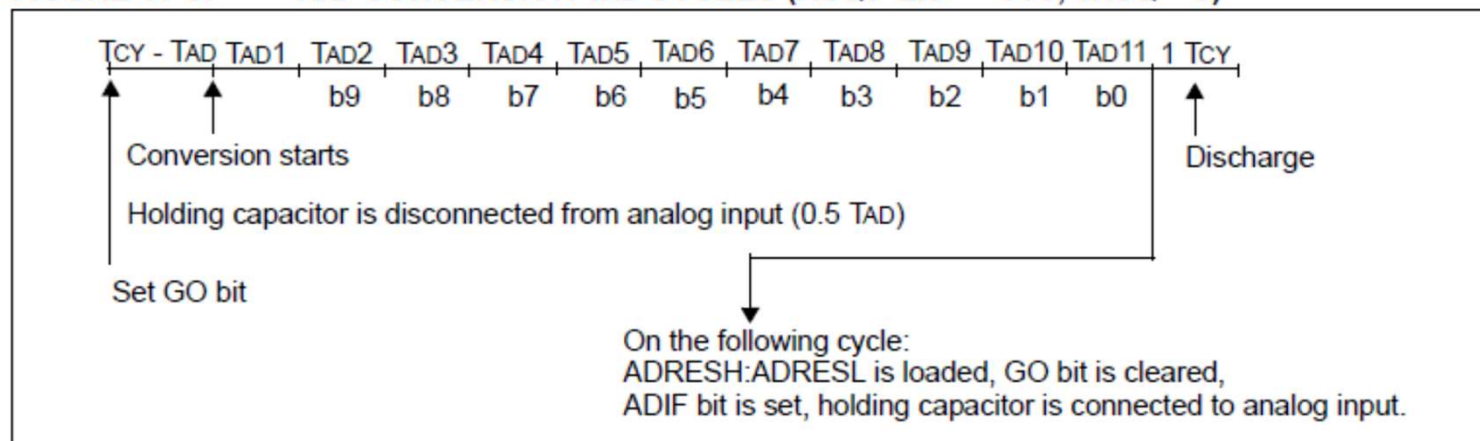 TCY - TAD TAD1 TAD2 TAD3 TAD4 TAD5 TAD6 TAD7 TAD8 TAD9 TAD10 TAD11 1 TCY
b9 b8 b7 b6 b5 b4 b3 b2 b1 b0
Conversion starts
Discharge
Holding capacitor is disconnected from analog input (0.5 TAD)
Set GO bit
On the following cycle:
ADRESH:ADRESL is loaded, GO bit is cleared,
ADIF bit is set, holding capacitor is connected to analog input.